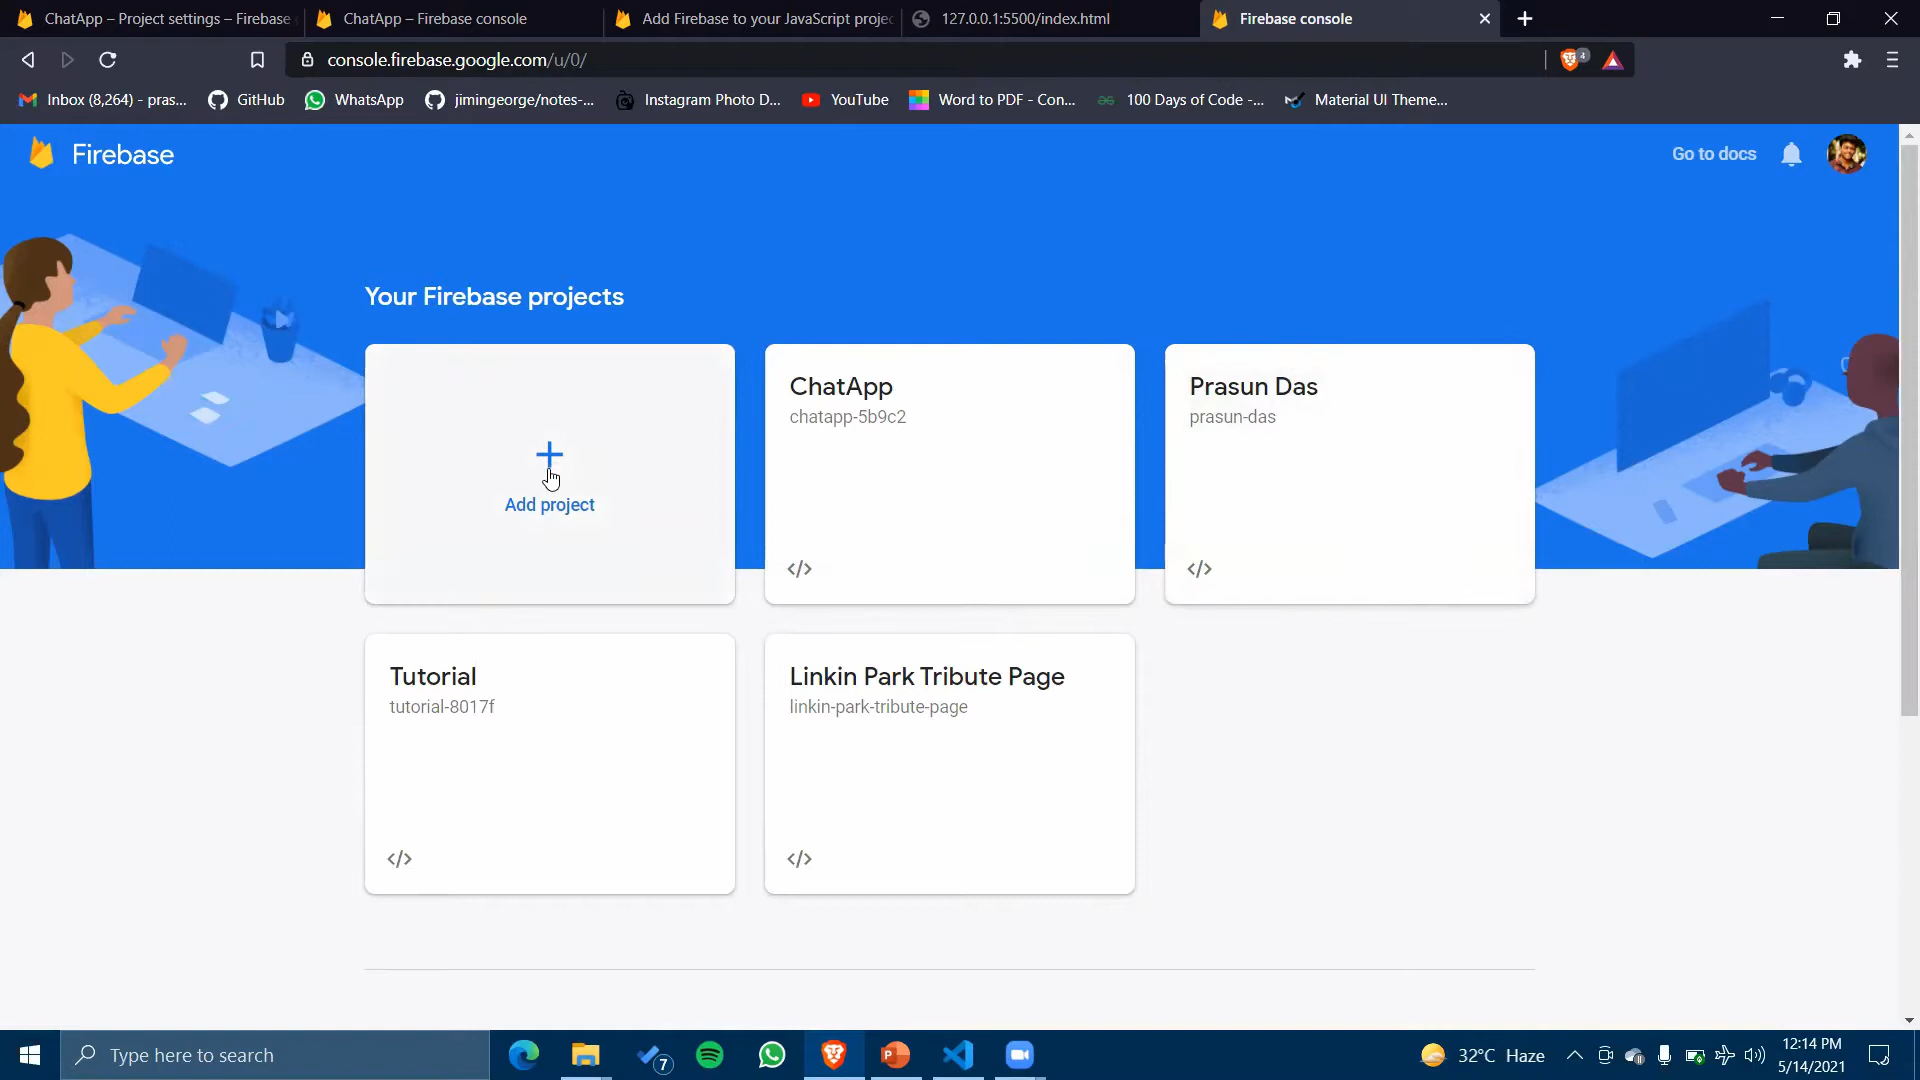 ChatApp – Project settings – Firebase
ChatApp – Firebase console
Add Firebase to your JavaScript projec
127.0.0.1:5500/index.html
Firebase console
console.firebase.google.com/u/0/
4
Inbox (8,264) - pras...
GitHub
WhatsApp
jimingeorge/notes-...
Instagram Photo D...
YouTube
Word to PDF - Con...
100 Days of Code -...
Material UI Theme...
Firebase
Go to docs
Your Firebase projects
Add project
ChatApp
chatapp-5b9c2
</>
Prasun Das
prasun-das
</>
Tutorial
tutorial-8017f
</>
Linkin Park Tribute Page
linkin-park-tribute-page
</>
Type here to search
7
32°C Haze
12:14 PM
5/14/2021